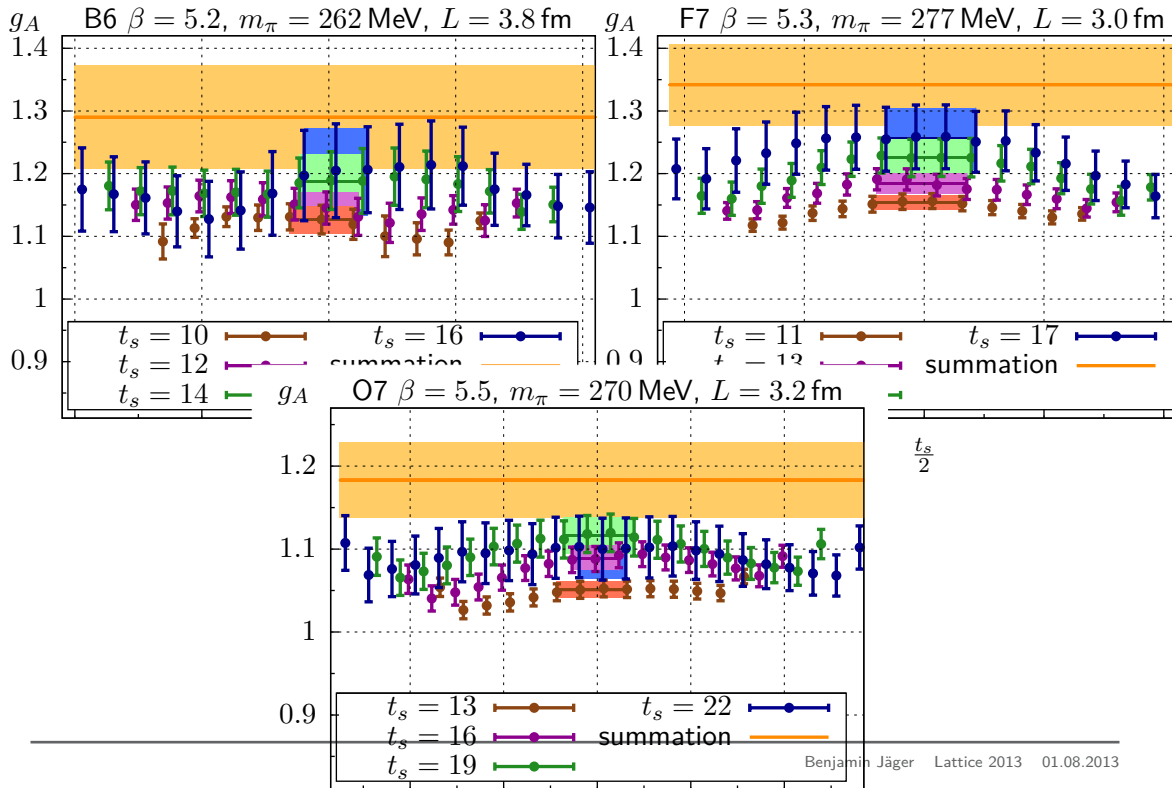 g_A B6 β = 5.2, m_π = 262 MeV, L = 3.8 fm
1.4
1.3
1.2
1.1
1
0.9
t_s = 10
t_s = 12
t_s = 14
t_s = 16
summation
g_A F7 β = 5.3, m_π = 277 MeV, L = 3.0 fm
1.4
1.3
1.2
1.1
1
0.9
t_s = 11
t_s = 13
t_s = 17
summation
t_s/2
g_A O7 β = 5.5, m_π = 270 MeV, L = 3.2 fm
1.2
1.1
1
0.9
t_s = 13
t_s = 16
t_s = 19
t_s = 22
summation
Benjamin Jäger Lattice 2013 01.08.2013